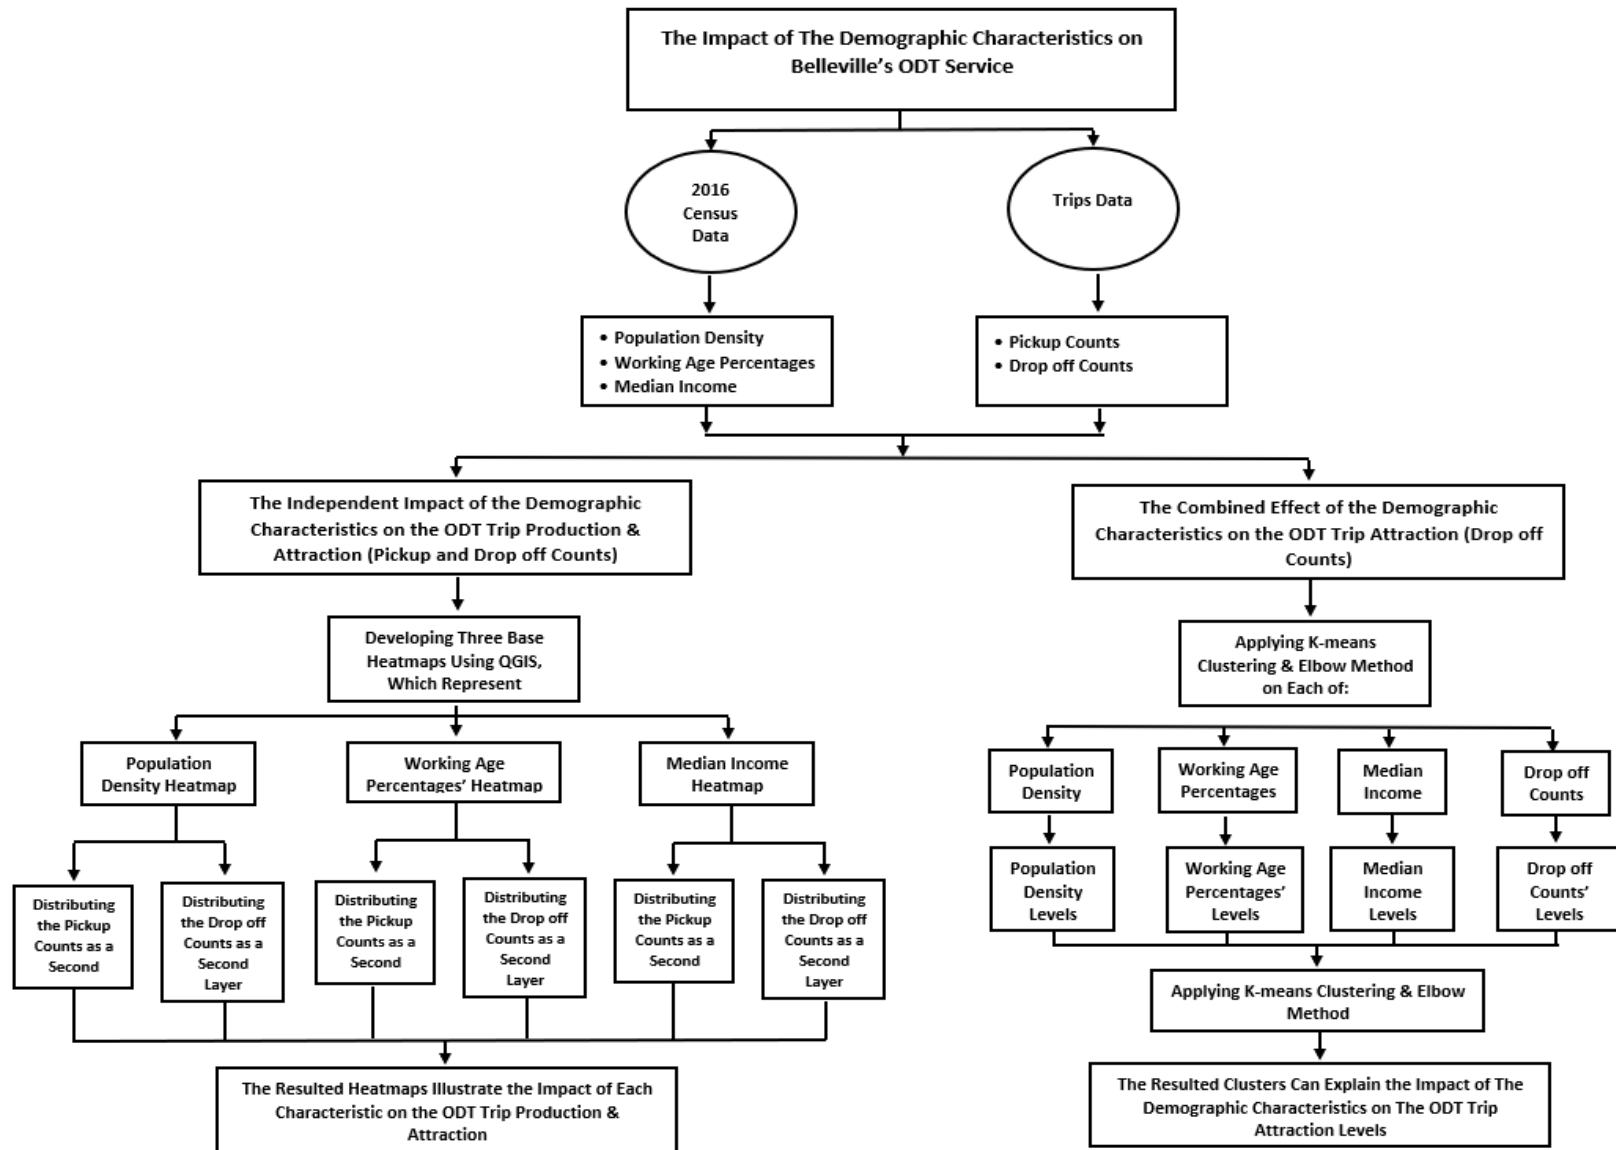 The Impact of The Demographic Characteristics on
Belleville's ODT Service
2016
Census
Data
Trips Data
• Population Density
• Working Age Percentages
• Median Income
• Pickup Counts
• Drop off Counts
The Independent Impact of the Demographic
Characteristics on the ODT Trip Production &
Attraction (Pickup and Drop off Counts)
The Combined Effect of the Demographic
Characteristics on the ODT Trip Attraction (Drop off
Counts)
Developing Three Base
Heatmaps Using QGIS,
Which Represent
Applying K-means
Clustering & Elbow Method
on Each of:
Population
Density Heatmap
Working Age
Percentages' Heatmap
Median Income
Heatmap
Population
Density
Working Age
Percentages
Median
Income
Drop off
Counts
Distributing
the Pickup
Counts as a
Second
Distributing
the Drop off
Counts as a
Second
Layer
Distributing
the Pickup
Counts as a
Second
Distributing
the Drop off
Counts as a
Second
Layer
Distributing
the Pickup
Counts as a
Second
Distributing
the Drop off
Counts as a
Second
Layer
Population
Density
Levels
Working Age
Percentages'
Levels
Median
Income
Levels
Drop off
Counts'
Levels
Applying K-means Clustering & Elbow
Method
The Resulted Heatmaps Illustrate the Impact of Each
Characteristic on the ODT Trip Production &
Attraction
The Resulted Clusters Can Explain the Impact of The
Demographic Characteristics on The ODT Trip
Attraction Levels